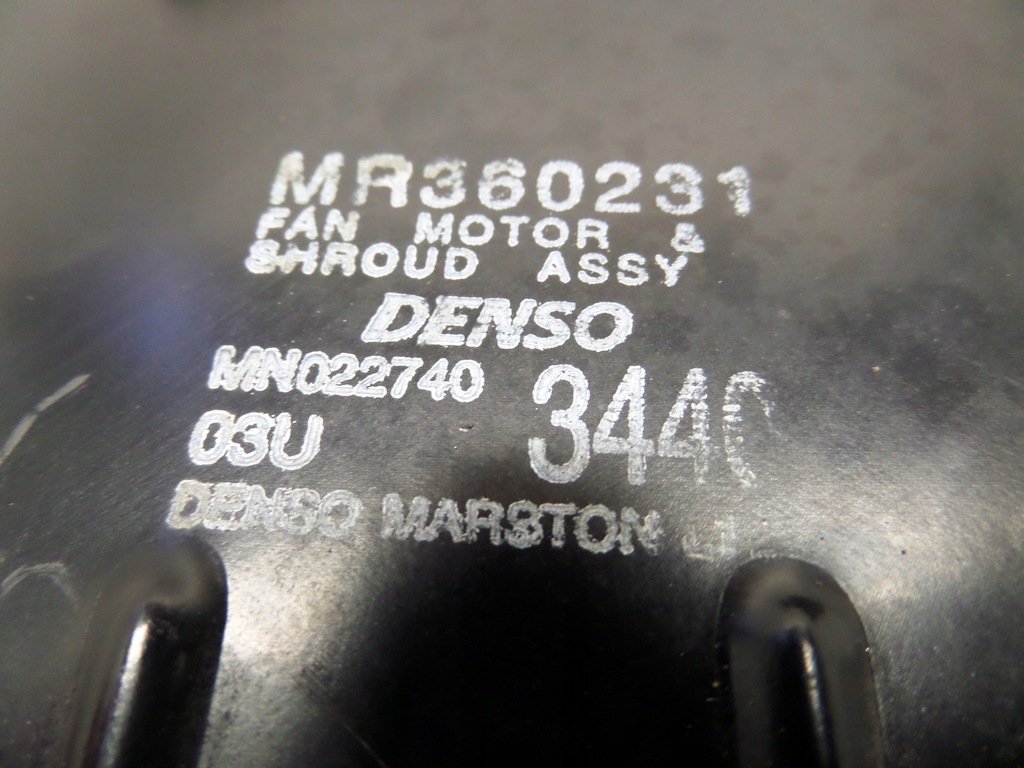 MR360231
FAN MOTOR &
SHROUD ASSY
DENSO
MN022740
03U
DENSO MARSTON